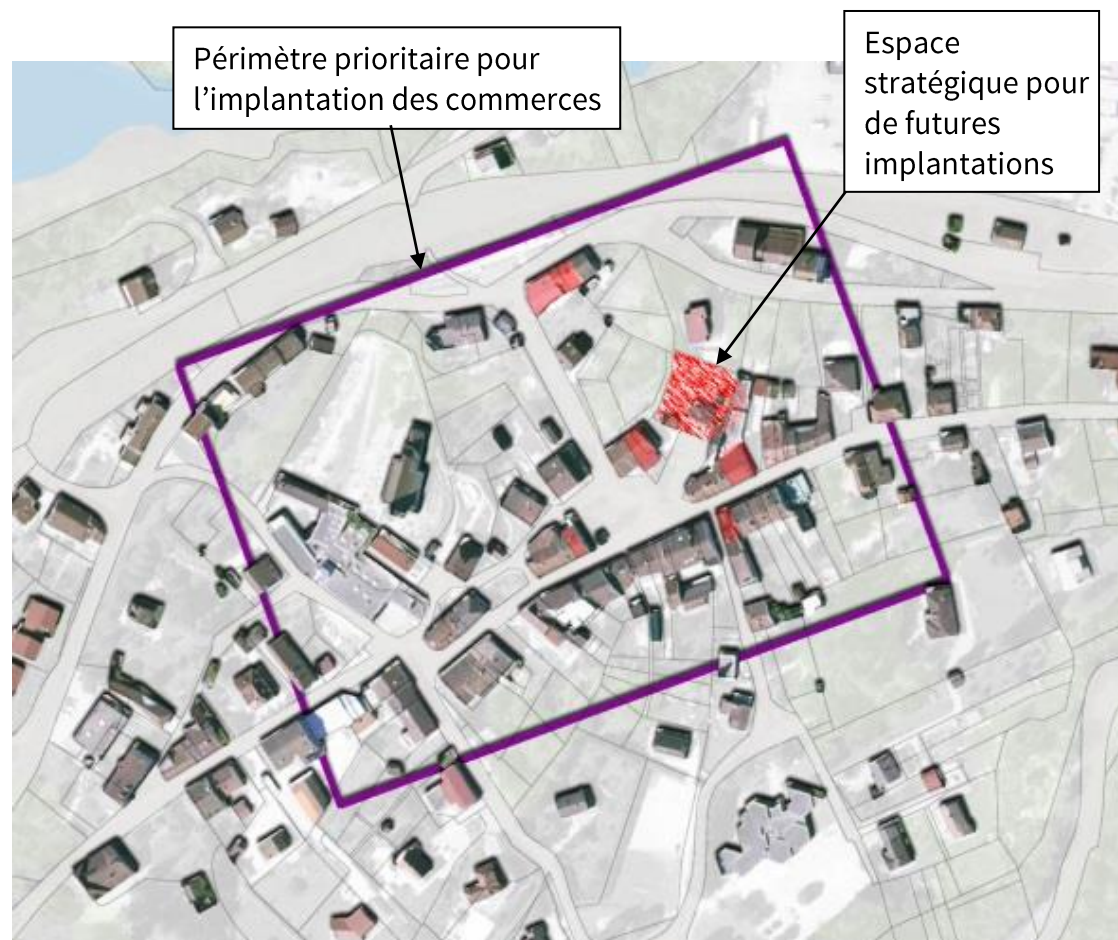 Périmètre prioritaire pour
l’implantation des commerces
Espace
stratégique pour
de futures
implantations